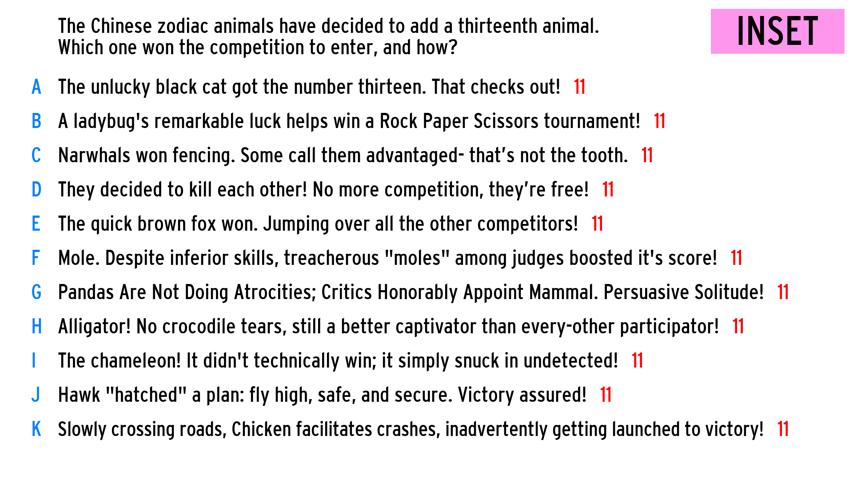 The Chinese zodiac animals have decided to add a thirteenth animal.
Which one won the competition to enter, and how?
INSET
A The unlucky black cat got the number thirteen. That checks out! 11
B A ladybug's remarkable luck helps win a Rock Paper Scissors tournament! 11
C Narwhals won fencing. Some call them advantaged- that's not the tooth. 11
D They decided to kill each other! No more competition, they're free! 11
E The quick brown fox won. Jumping over all the other competitors! 11
F Mole. Despite inferior skills, treacherous "moles" among judges boosted it's score! 11
G Pandas Are Not Doing Atrocities; Critics Honorably Appoint Mammal. Persuasive Solitude! 11
H Alligator! No crocodile tears, still a better captivator than every-other participator! 11
I The chameleon! It didn't technically win; it simply snuck in undetected! 11
J Hawk "hatched" a plan: fly high, safe, and secure. Victory assured! 11
K Slowly crossing roads, Chicken facilitates crashes, inadvertently getting launched to victory! 11